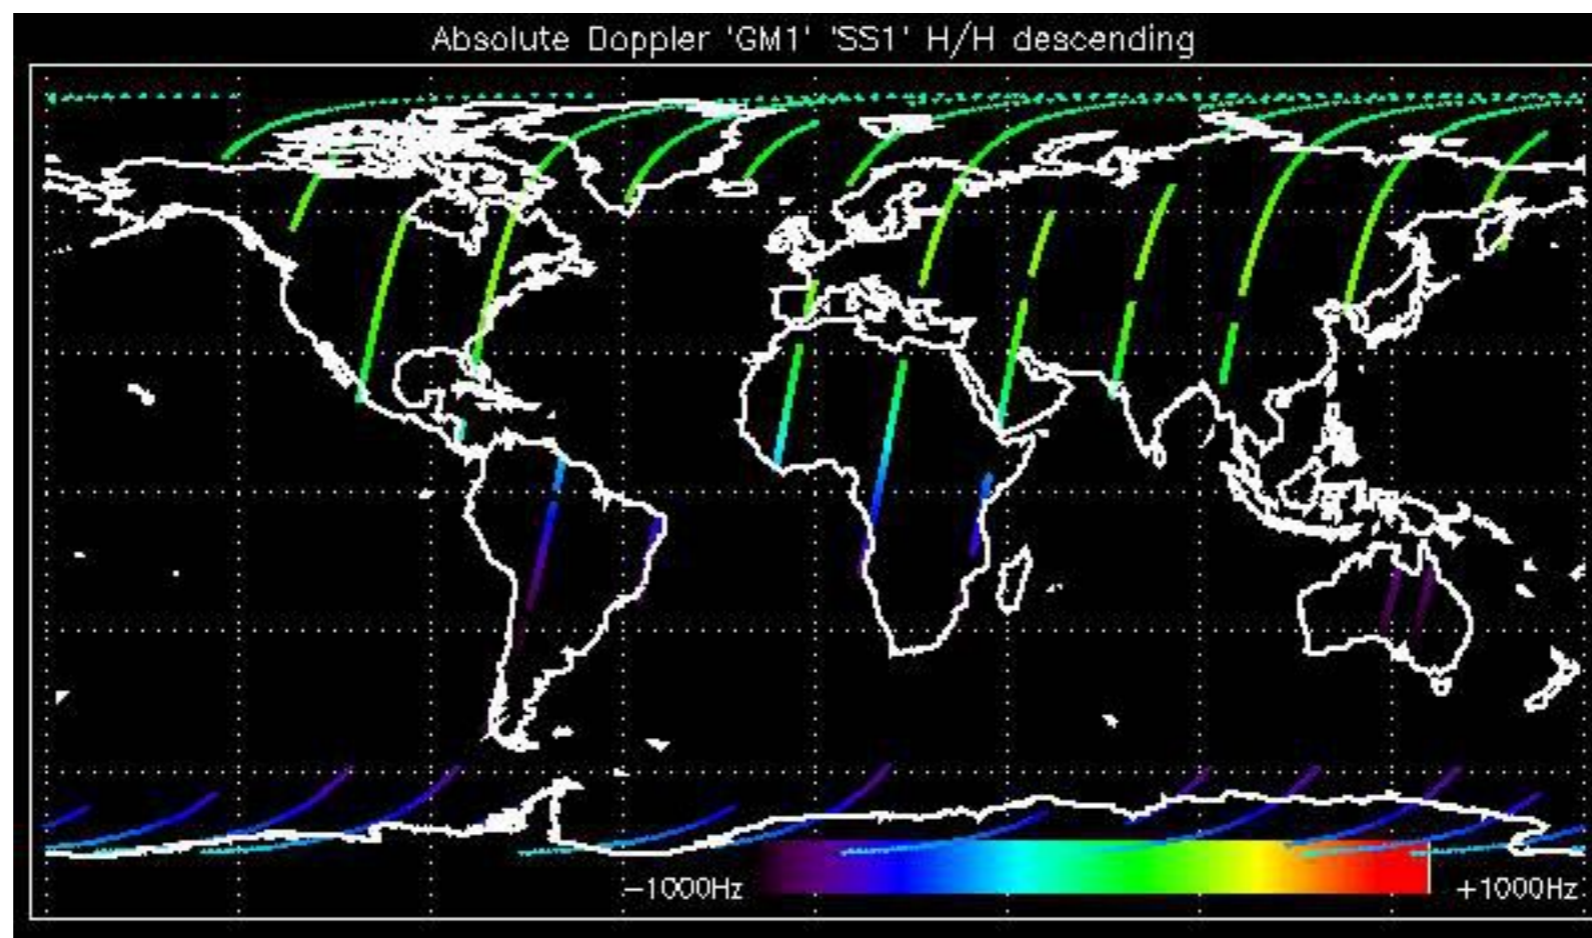 Absolute Doppler 'GM1' 'SS1' H/H descending
-1000Hz +1000Hz